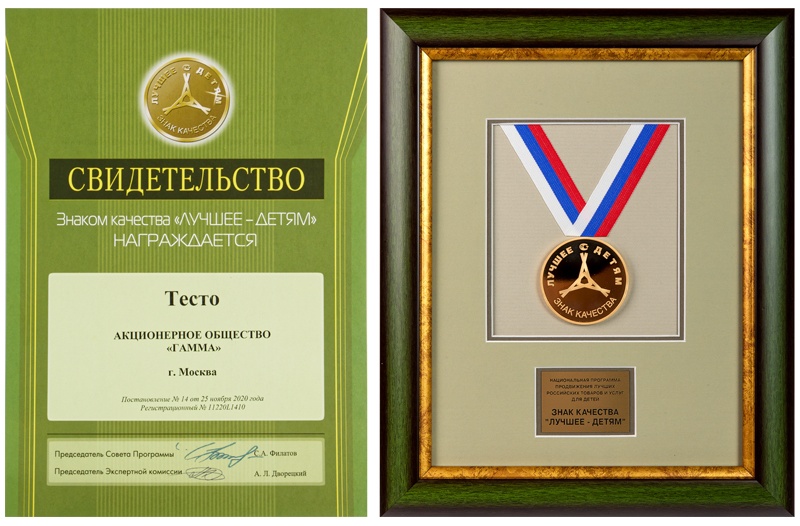 ЛУЧШЕЕ ДЕТЯМ
ЗНАК КАЧЕСТВА
СВИДЕТЕЛЬСТВО
Знаком качества «ЛУЧШЕЕ – ДЕТЯМ»
НАГРАЖДАЕТСЯ
Тесто
АКЦИОНЕРНОЕ ОБЩЕСТВО
«ГАММА»
г. Москва
Постановление № 14 от 25 ноября 2020 года
Регистрационный № 11220L1410
Председатель Совета Программы С.А. Филатов
Председатель Экспертной комиссии А. Л. Дворецкий
ЛУЧШЕЕ ДЕТЯМ
ЗНАК КАЧЕСТВА
НАЦИОНАЛЬНАЯ ПРОГРАММА
ПРОДВИЖЕНИЯ ЛУЧШИХ
РОССИЙСКИХ ТОВАРОВ И УСЛУГ
ДЛЯ ДЕТЕЙ
ЗНАК КАЧЕСТВА
"ЛУЧШЕЕ - ДЕТЯМ"